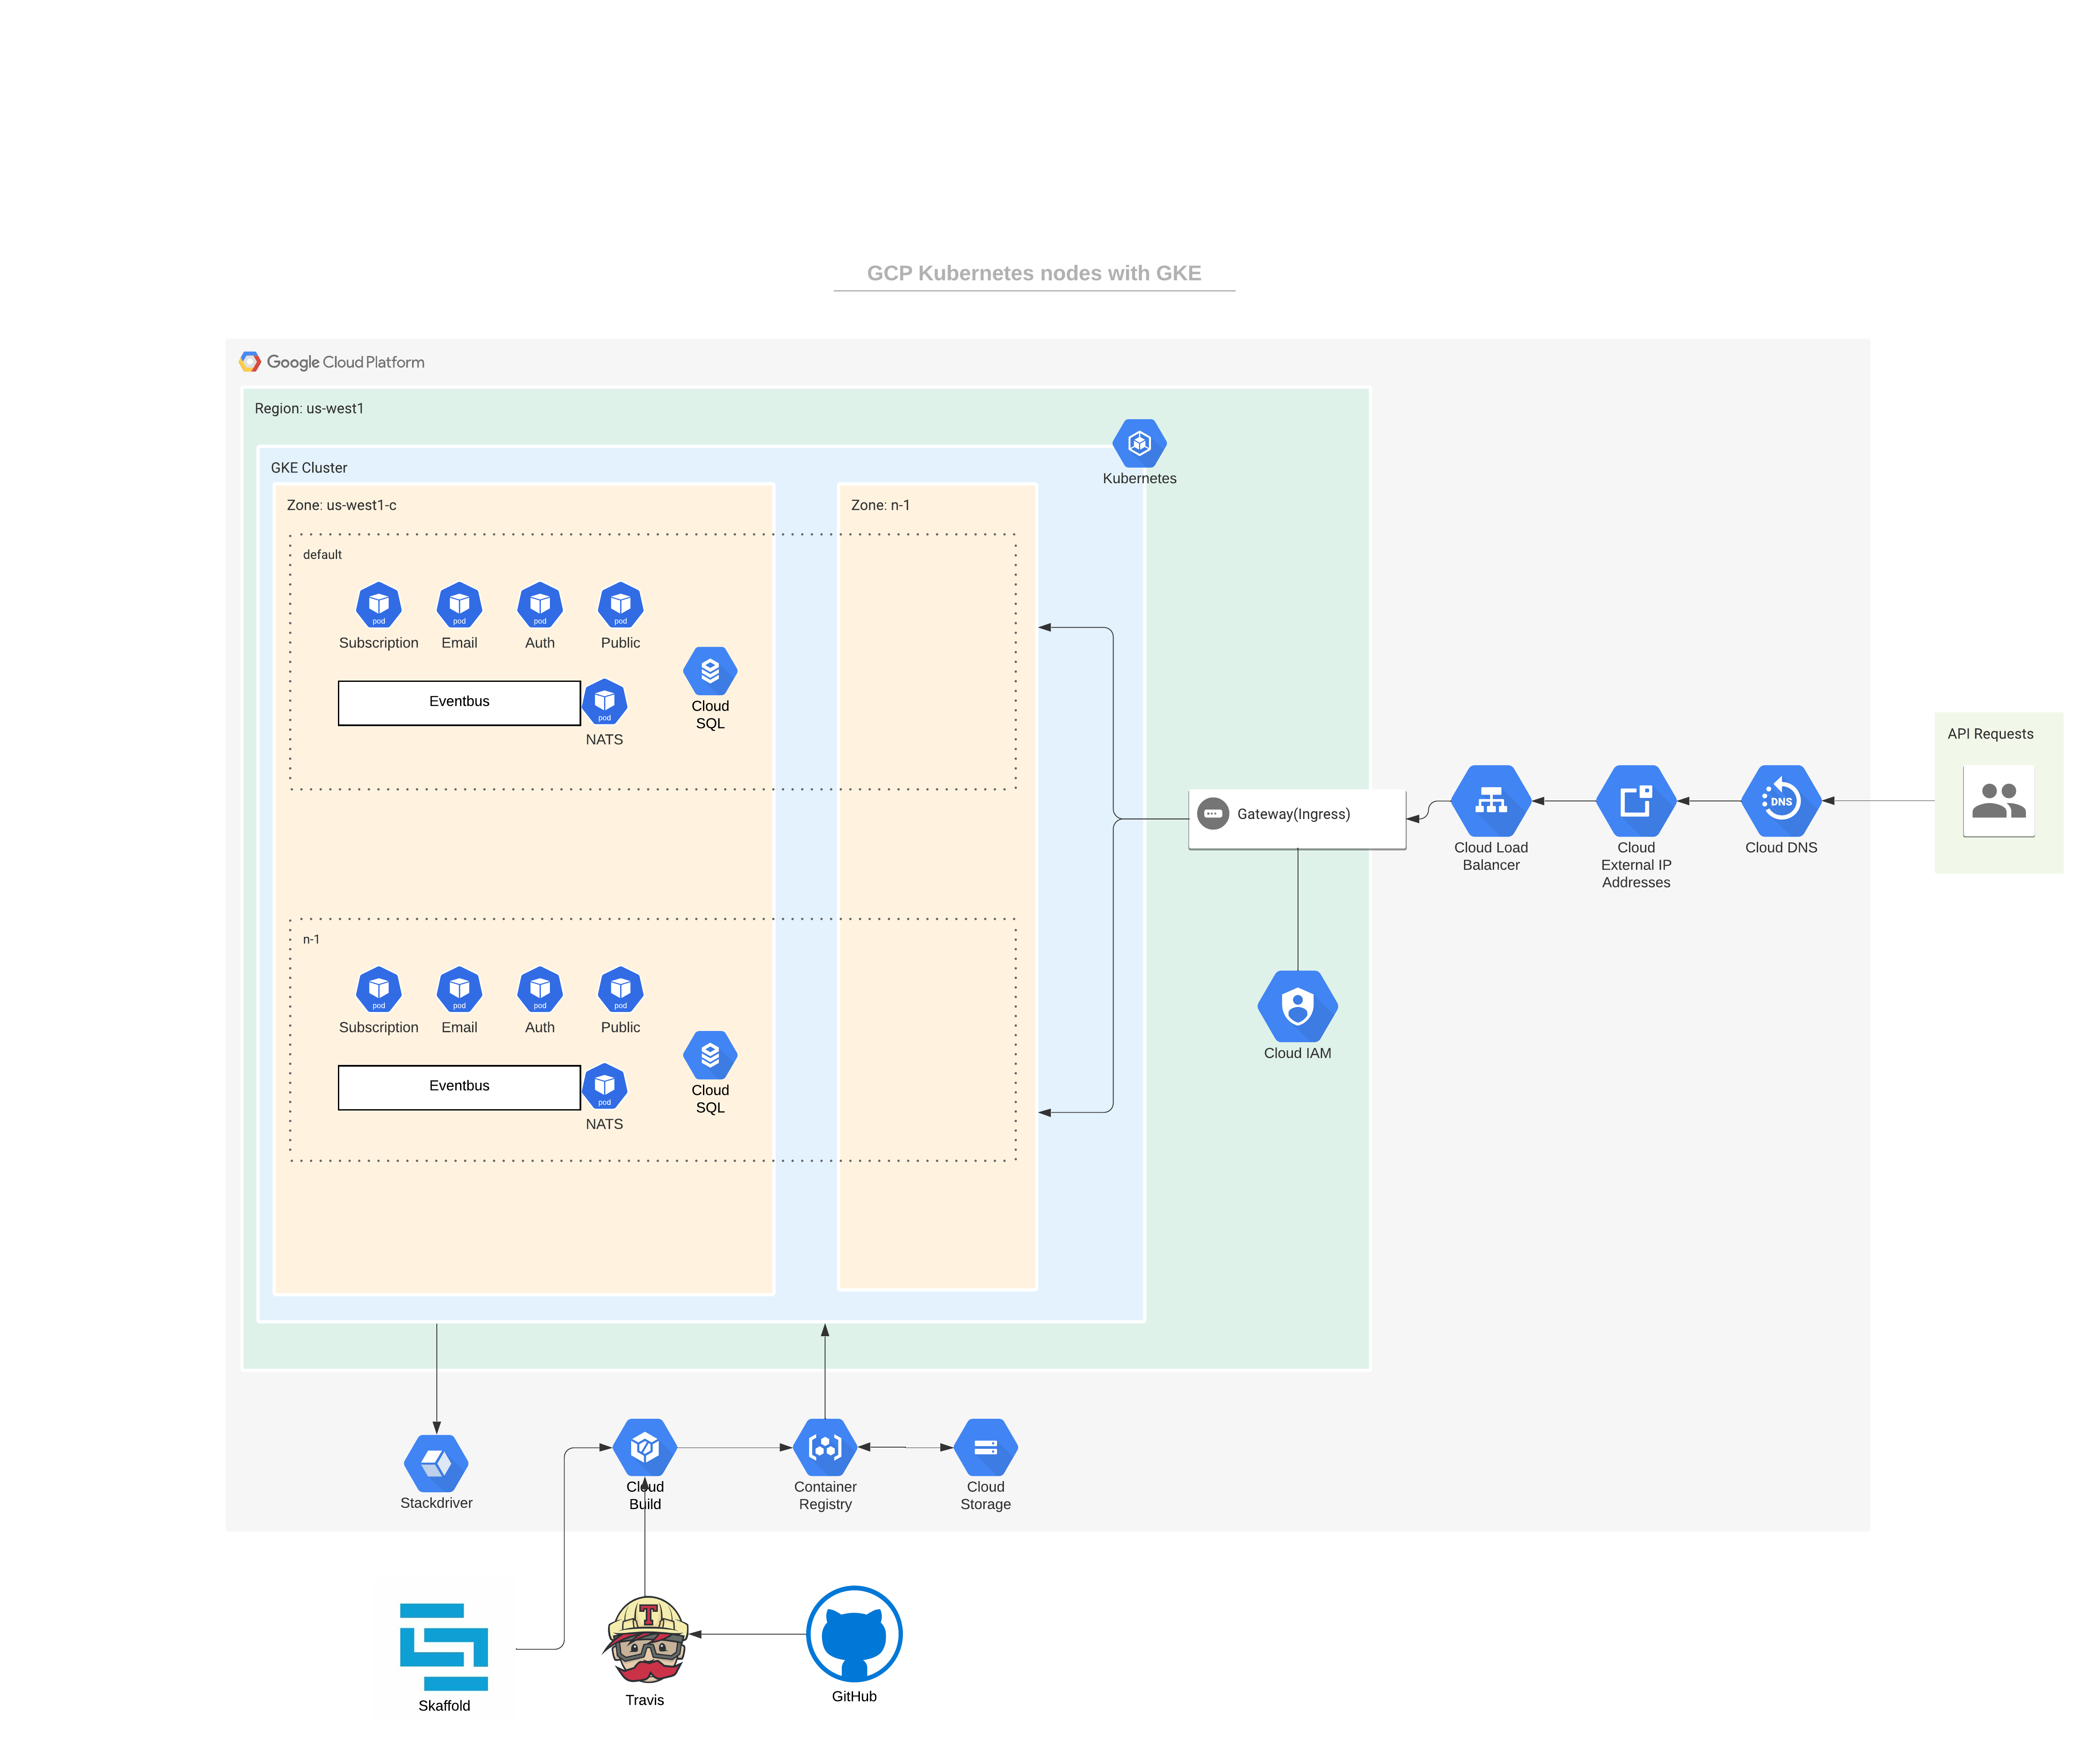 GCP Kubernetes nodes with GKE
Google Cloud Platform
Region: us-west1
Kubernetes
GKE Cluster
Zone: us-west1-c
Zone: n-1
default
pod
pod
pod
pod
Subscription
Email
Auth
Public
Eventbus
pod
NATS
Cloud
SQL
API Requests
Gateway(Ingress)
DNS
Cloud Load
Balancer
Cloud
External IP
Addresses
Cloud DNS
n-1
pod
pod
pod
pod
Subscription
Email
Auth
Public
Eventbus
pod
NATS
Cloud
SQL
Cloud IAM
Stackdriver
Cloud
Build
Container
Registry
Cloud
Storage
T
Skaffold
Travis
GitHub